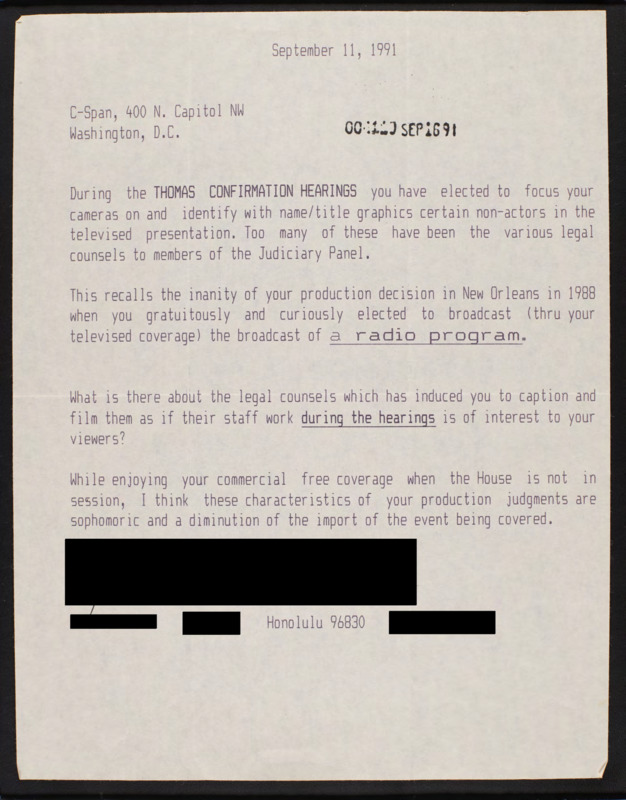 September 11, 1991
C-Span, 400 N. Capitol NW
Washington, D.C.
SEP 16 91
During the THOMAS CONFIRMATION HEARINGS you have elected to focus your
cameras on and identify with name/title graphics certain non-actors in the
televised presentation. Too many of these have been the various legal
counsels to members of the Judiciary Panel.
This recalls the inanity of your production decision in New Orleans in 1988
when you gratuitously and curiously elected to broadcast (thru your
televised coverage) the broadcast of a radio program.
What is there about the legal counsels which has induced you to caption and
film them as if their staff work during the hearings is of interest to your
viewers?
While enjoying your commercial free coverage when the House is not in
session, I think these characteristics of your production judgments are
sophomoric and a diminution of the import of the event being covered.
Honolulu 96830